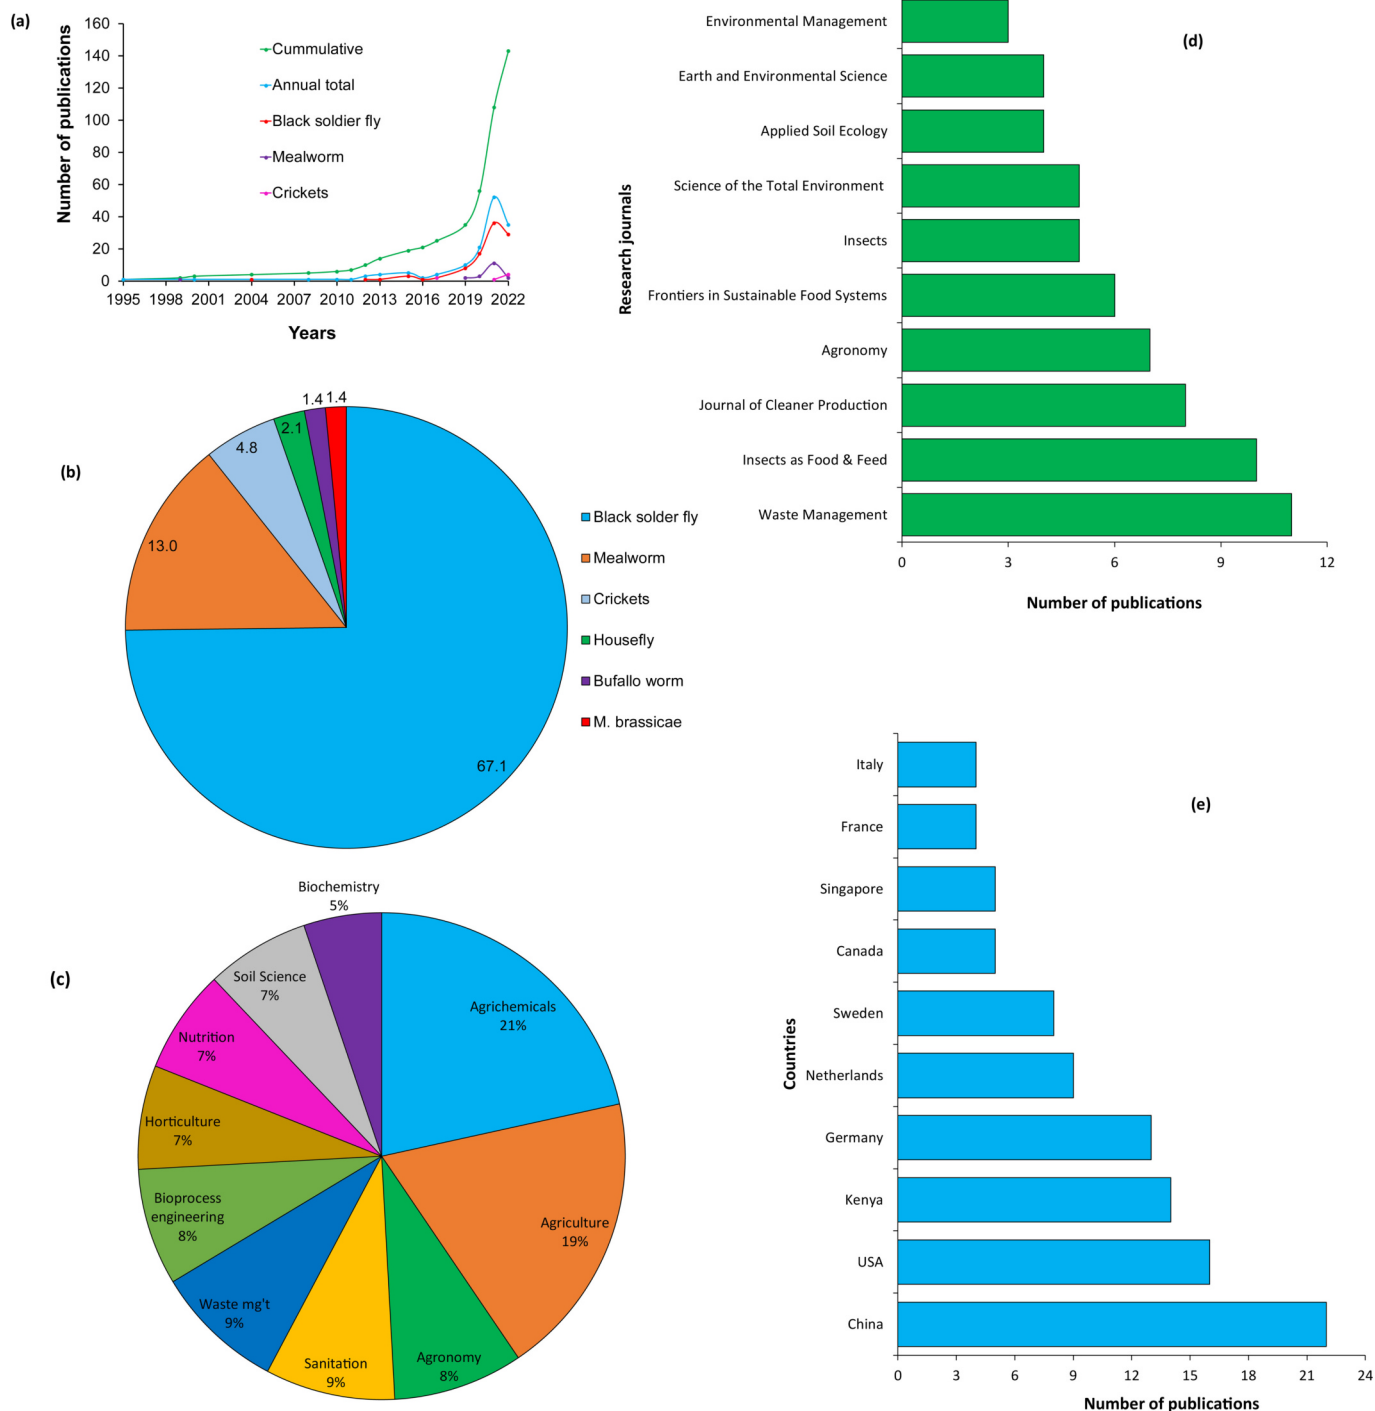 (a)
Number of publications
160
140
120
100
80
60
40
20
0
Cummulative
Annual total
Black soldier fly
Mealworm
Crickets
1995 1998 2001 2004 2007 2010 2013 2016 2019 2022
Years
(b)
67.1
13.0
4.8
2.1
1.4
1.4
Black solder fly
Mealworm
Crickets
Housefly
Bufallo worm
M. brassicae
(c)
Biochemistry
5%
Agrichemicals
21%
Agriculture
19%
Agronomy
8%
Sanitation
9%
Waste mg't
9%
Bioprocess
engineering
8%
Horticulture
7%
Nutrition
7%
Soil Science
7%
(d)
Research journals
Environmental Management
Earth and Environmental Science
Applied Soil Ecology
Science of the Total Environment
Insects
Frontiers in Sustainable Food Systems
Agronomy
Journal of Cleaner Production
Insects as Food & Feed
Waste Management
0 3 6 9 12
Number of publications
(e)
Countries
Italy
France
Singapore
Canada
Sweden
Netherlands
Germany
Kenya
USA
China
0 3 6 9 12 15 18 21 24
Number of publications